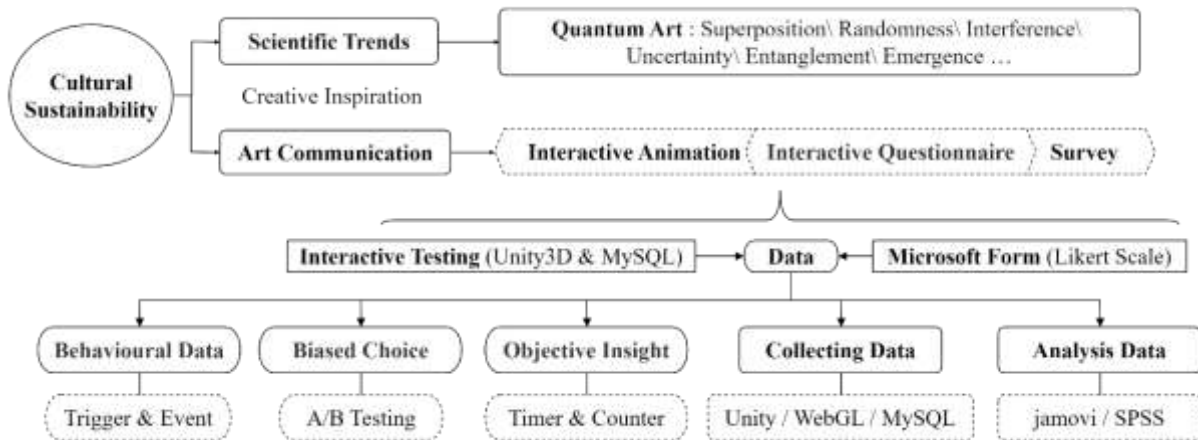 Scientific Trends
Quantum Art : Superposition\ Randomness\ Interference\
Uncertainty\ Entanglement\ Emergence ...
Cultural
Sustainability
Creative Inspiration
Art Communication
Interactive Animation
Interactive Questionnaire
Survey
Interactive Testing (Unity3D & MySQL)
Data
Microsoft Form (Likert Scale)
Behavioural Data
Biased Choice
Objective Insight
Collecting Data
Analysis Data
Trigger & Event
A/B Testing
Timer & Counter
Unity / WebGL / MySQL
jamovi / SPSS